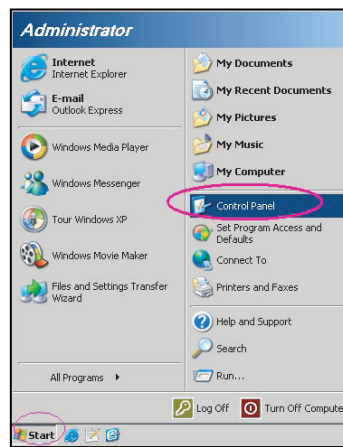 Administrator
Internet
Internet Explorer
E-mail
Outlook Express
Windows Media Player
Windows Messenger
Tour Windows XP
Windows Movie Maker
Files and Settings Transfer
Wizard
All Programs
My Documents
My Recent Documents
My Pictures
My Music
My Computer
Control Panel
Set Program Access and
Defaults
Connect To
Printers and Faxes
Help and Support
Search
Run...
Log Off
Turn Off Compute
Start